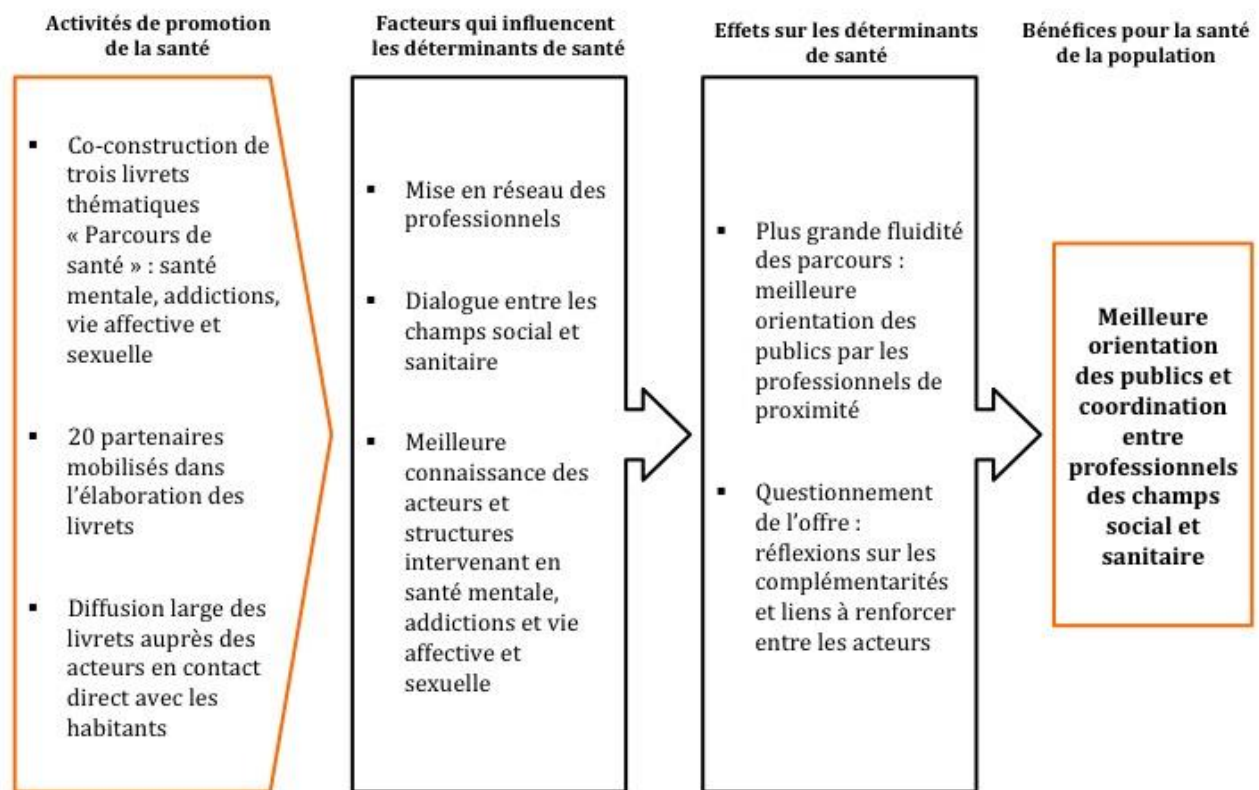 Activités de promotion
de la santé
Facteurs qui influencent
les déterminants de santé
Effets sur les déterminants
de santé
Bénéfices pour la santé
de la population
▪ Co-construction de
trois livrets
thématiques
« Parcours de
santé » : santé
mentale, addictions,
vie affective et
sexuelle
▪ 20 partenaires
mobilisés dans
l’élaboration des
livrets
▪ Diffusion large des
livrets auprès des
acteurs en contact
direct avec les
habitants
▪ Mise en réseau des
professionnels
▪ Dialogue entre les
champs social et
sanitaire
▪ Meilleure
connaissance des
acteurs et
structures
intervenant en
santé mentale,
addictions et vie
affective et
sexuelle
▪ Plus grande fluidité
des parcours :
meilleure
orientation des
publics par les
professionnels de
proximité
▪ Questionnement
de l’offre :
réflexions sur les
complémentarités
et liens à renforcer
entre les acteurs
Meilleure
orientation
des publics et
coordination
entre
professionnels
des champs
social et
sanitaire